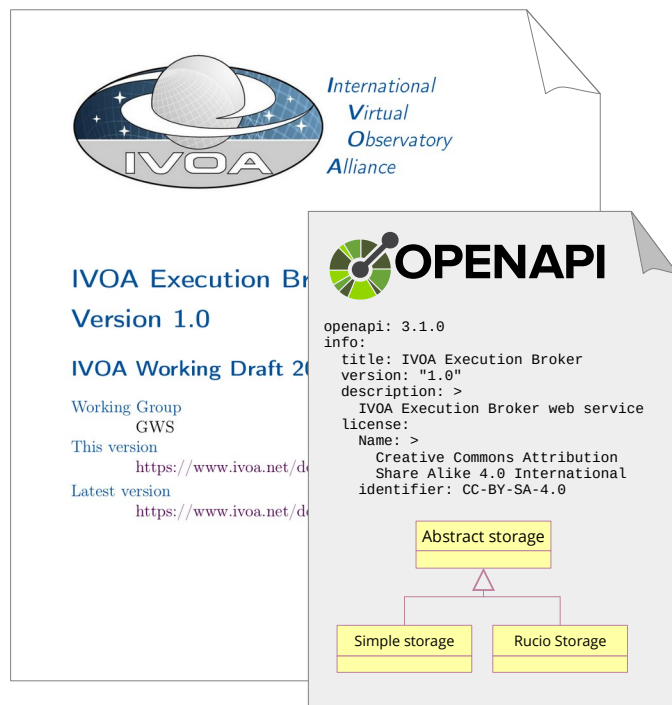 International
Virtual
Observatory
Alliance
IVOA
IVOA Execution Br
Version 1.0
IVOA Working Draft 20
Working Group
GWS
This version
https://www.ivoa.net/do
Latest version
https://www.ivoa.net/do
OPENAPI
openapi: 3.1.0
info:
  title: IVOA Execution Broker
  version: "1.0"
  description: >
    IVOA Execution Broker web service
  license:
    Name: >
      Creative Commons Attribution
      Share Alike 4.0 International
    identifier: CC-BY-SA-4.0
Abstract storage
Simple storage
Rucio Storage